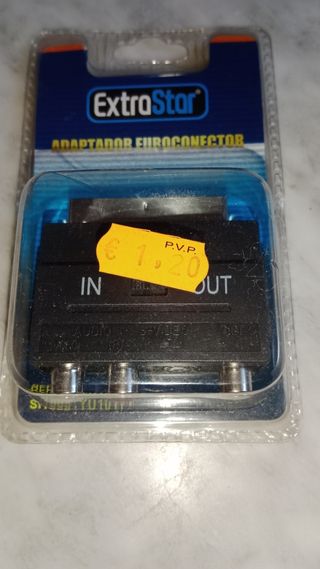 ExtraStar®
ADAPTADOR EUROCONECTOR
P.V.P.
€ 1,20
IN OUT